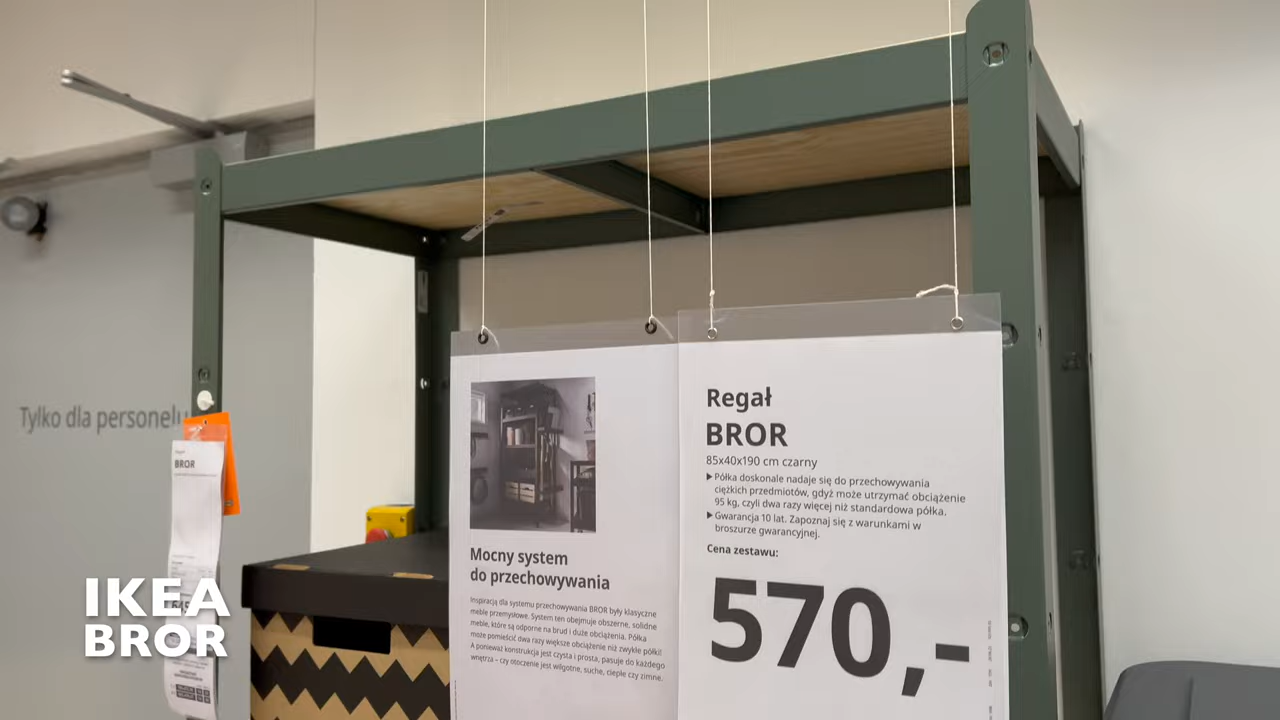 Tylko dla personelu
BROR
IKEA
BROR
Mocny system
do przechowywania
Inspiracją dla systemu przechowywania BROR były klasyczne
meble przemysłowe. System ten obejmuje obszerne, solidne
meble, które są odporne na brud i duże obciążenia. Półka
może pomieścić dwa razy większe obciążenie niż zwykłe półki!
A ponieważ konstrukcja jest czysta i prosta, pasuje do każdego
wnętrza – czy otoczenie jest wilgotne, suche, ciepłe czy zimne.
Regał
BROR
85x40x190 cm czarny
Półka doskonale nadaje się do przechowywania
ciężkich przedmiotów, gdyż może utrzymać obciążenie
95 kg, czyli dwa razy więcej niż standardowa półka.
Gwarancja 10 lat. Zapoznaj się z warunkami w
broszurze gwarancyjnej.
Cena zestawu:
570,-